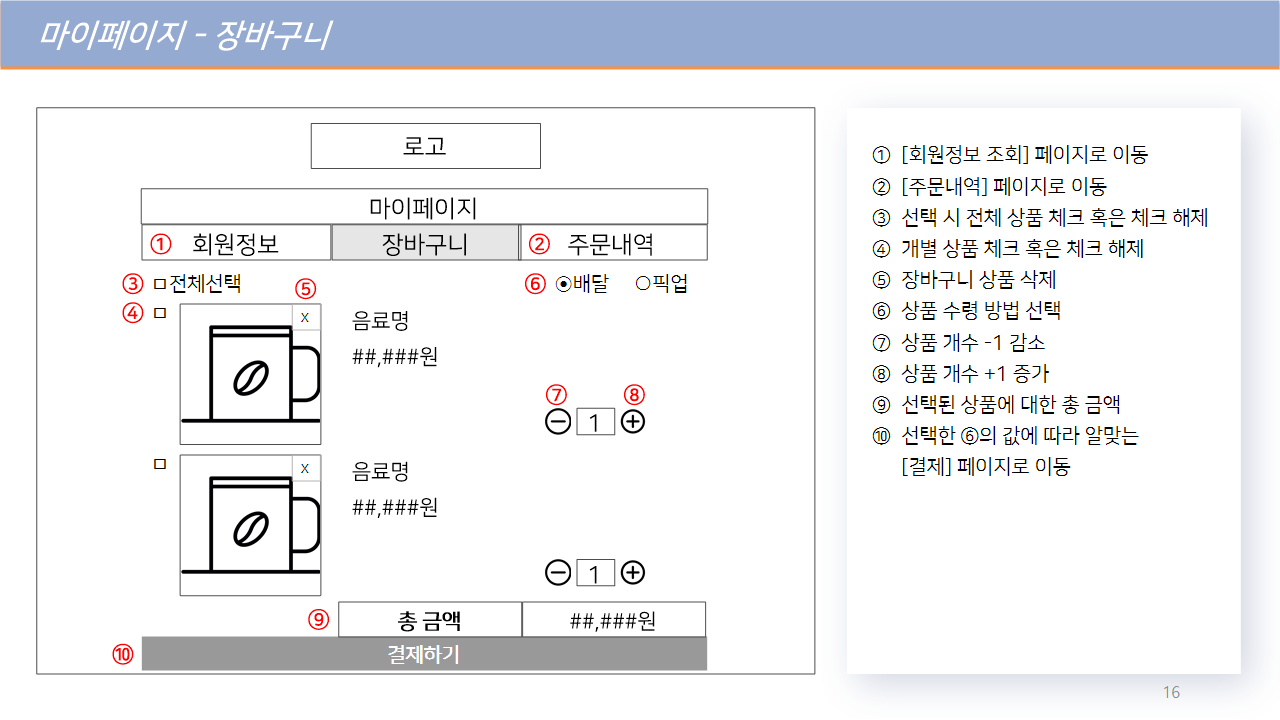 마이페이지 - 장바구니
로고
마이페이지
① 회원정보 장바구니 ② 주문내역
③ 전체선택 ⑤ ⑥ 배달 픽업
④ X 음료명
##,###원
⑦ ⑧
1
X 음료명
##,###원
1
⑨ 총 금액 ##,###원
⑩ 결제하기
① [회원정보 조회] 페이지로 이동
② [주문내역] 페이지로 이동
③ 선택 시 전체 상품 체크 혹은 체크 해제
④ 개별 상품 체크 혹은 체크 해제
⑤ 장바구니 상품 삭제
⑥ 상품 수령 방법 선택
⑦ 상품 개수 -1 감소
⑧ 상품 개수 +1 증가
⑨ 선택된 상품에 대한 총 금액
⑩ 선택한 ⑥의 값에 따라 알맞는
[결제] 페이지로 이동
16